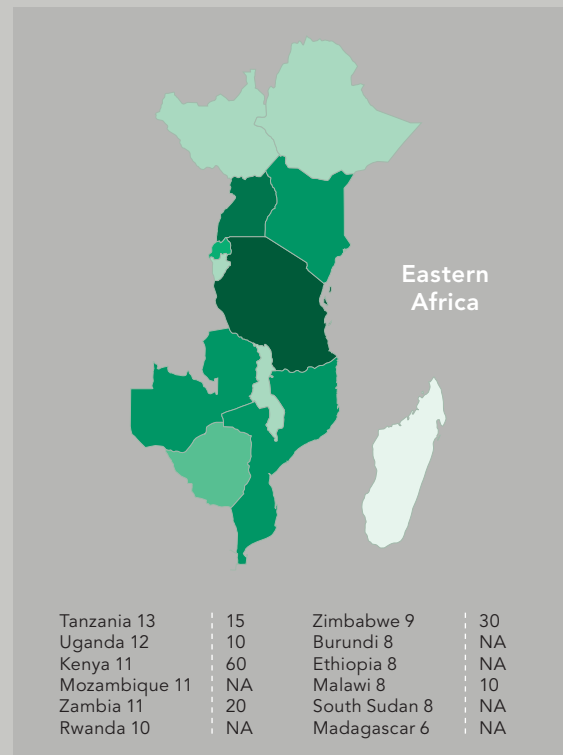 Eastern
Africa
Tanzania 13 15
Uganda 12 10
Kenya 11 60
Mozambique 11 NA
Zambia 11 20
Rwanda 10 NA
Zimbabwe 9 30
Burundi 8 NA
Ethiopia 8 NA
Malawi 8 10
South Sudan 8 NA
Madagascar 6 NA